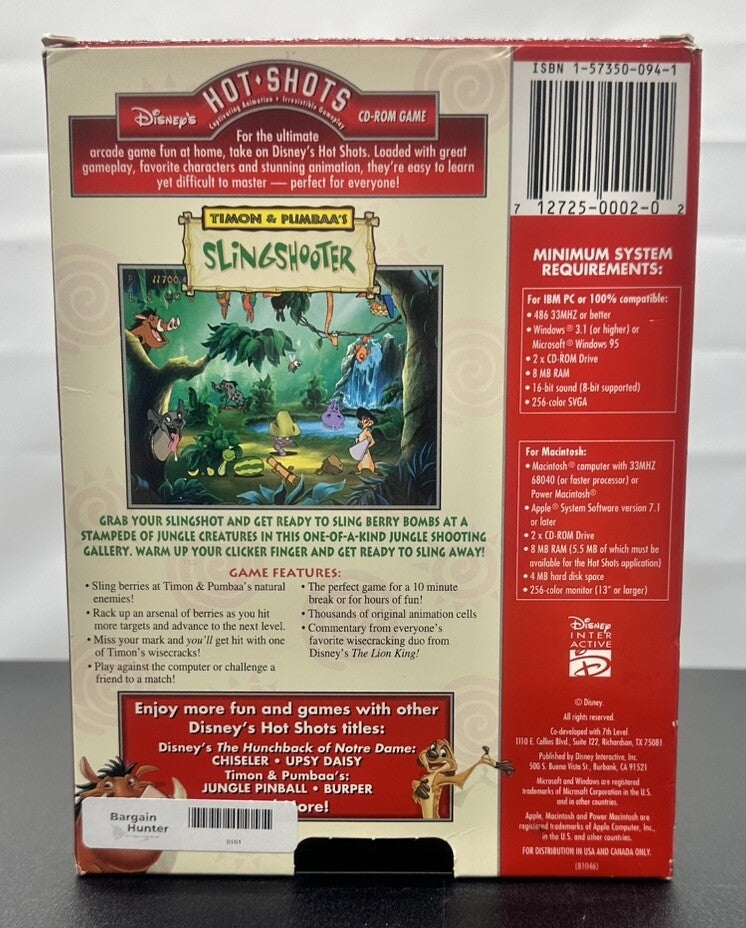 HOT·SHOTS
Captivating Animation • Irresistible Gameplay
Disney's
CD-ROM GAME
For the ultimate
arcade game fun at home, take on Disney's Hot Shots. Loaded with great
gameplay, favorite characters and stunning animation, they're easy to learn
yet difficult to master — perfect for everyone!
TIMON & PUMBAA'S
SLINGSHOOTER
11700
GRAB YOUR SLINGSHOT AND GET READY TO SLING BERRY BOMBS AT A
STAMPEDE OF JUNGLE CREATURES IN THIS ONE-OF-A-KIND JUNGLE SHOOTING
GALLERY. WARM UP YOUR CLICKER FINGER AND GET READY TO SLING AWAY!
GAME FEATURES:
• Sling berries at Timon & Pumbaa's natural
enemies!
• Rack up an arsenal of berries as you hit
more targets and advance to the next level.
• Miss your mark and you'll get hit with one
of Timon's wisecracks!
• Play against the computer or challenge a
friend to a match!
• The perfect game for a 10 minute
break or for hours of fun!
• Thousands of original animation cells
• Commentary from everyone's
favorite wisecracking duo from
Disney's The Lion King!
Enjoy more fun and games with other
Disney's Hot Shots titles:
Disney's The Hunchback of Notre Dame:
CHISELER • UPSY DAISY
Timon & Pumbaa's:
JUNGLE PINBALL • BURPER
ore!
Bargain
Hunter
8161
ISBN 1-57350-094-1
7 12725-0002-0 2
MINIMUM SYSTEM
REQUIREMENTS:
For IBM PC or 100% compatible:
• 486 33MHZ or better
• Windows® 3.1 (or higher) or
Microsoft® Windows 95
• 2 x CD-ROM Drive
• 8 MB RAM
• 16-bit sound (8-bit supported)
• 256-color SVGA
For Macintosh:
• Macintosh® computer with 33MHZ
68040 (or faster processor) or
Power Macintosh®
• Apple® System Software version 7.1
or later
• 2 x CD-ROM Drive
• 8 MB RAM (5.5 MB of which must be
available for the Hot Shots application)
• 4 MB hard disk space
• 256-color monitor (13" or larger)
DISNEY
INTER
ACTIVE
© Disney.
All rights reserved.
Co-developed with 7th Level
1110 E. Collins Blvd., Suite 122, Richardson, TX 75081
Published by Disney Interactive, Inc.
500 S. Buena Vista St., Burbank, CA 91521
Microsoft and Windows are registered
trademarks of Microsoft Corporation in the U.S.
and in other countries.
Apple, Macintosh and Power Macintosh are
registered trademarks of Apple Computer, Inc.,
in the U.S. and other countries.
FOR DISTRIBUTION IN USA AND CANADA ONLY.
(81046)